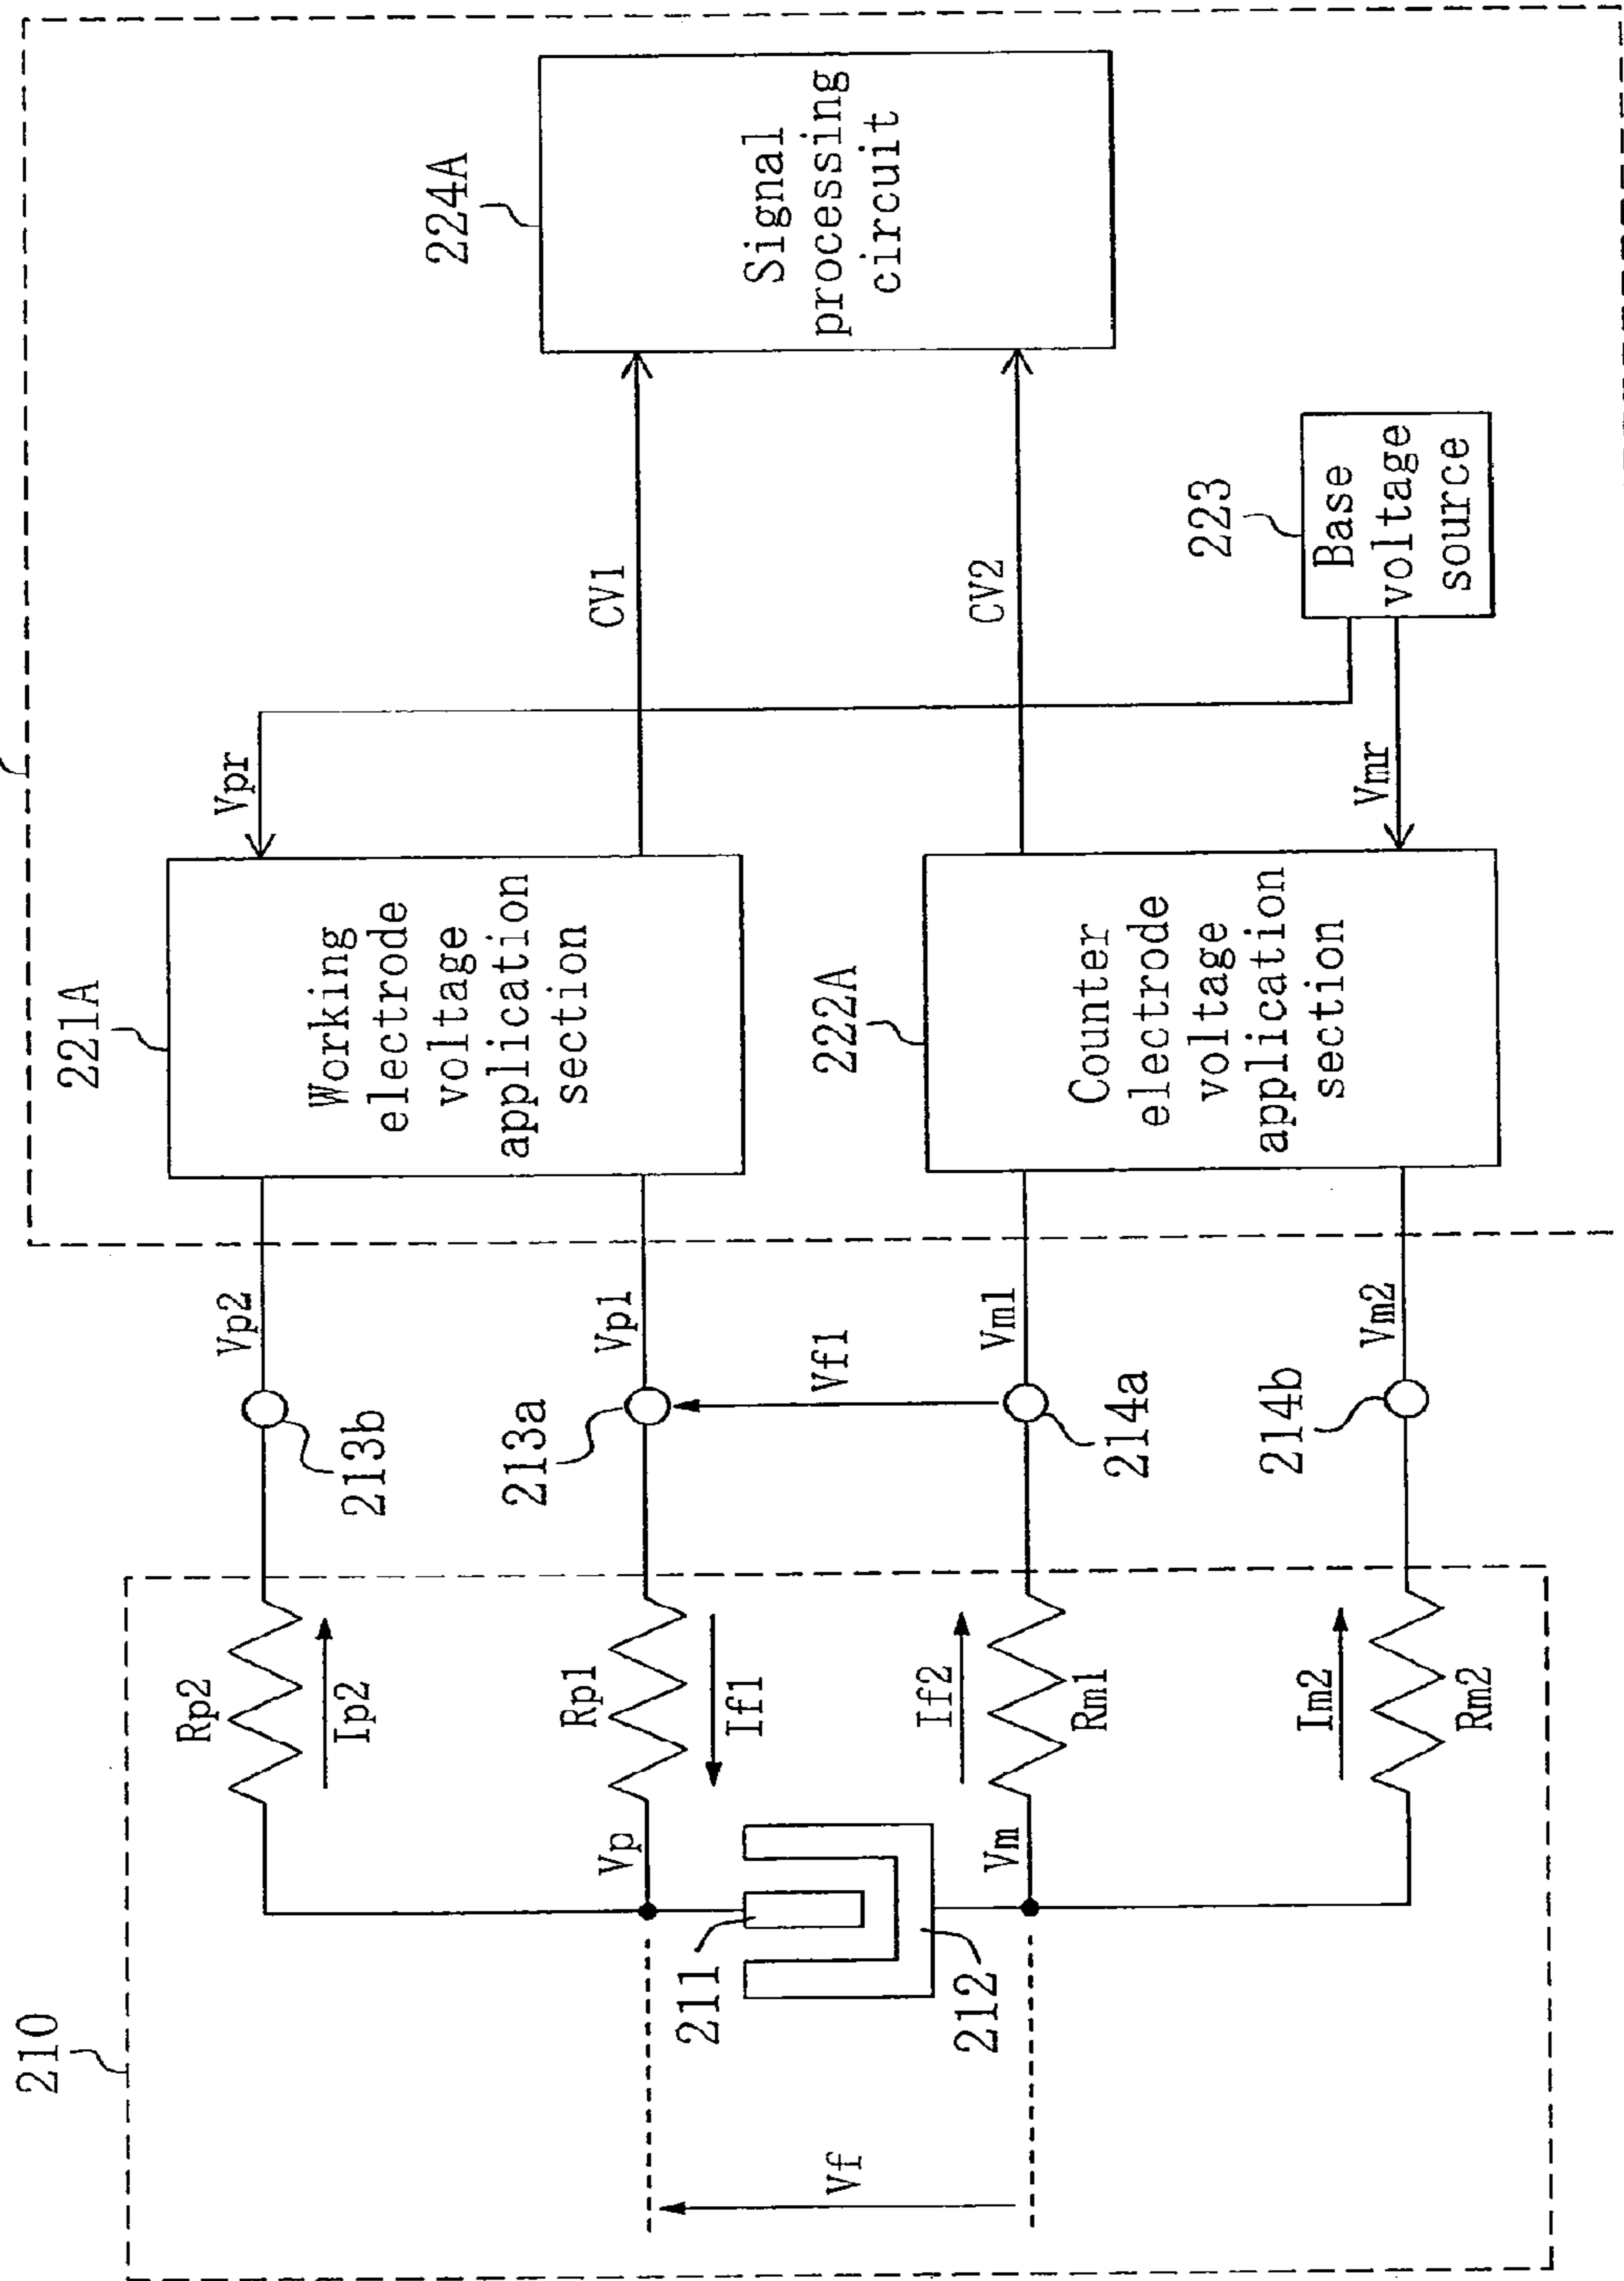 210
Rp2
Ip2
Vp2
213b
221A
Working
electrode
voltage
application
section
Vpr
224A
Signal
processing
circuit
CV1
Vp
Rp1
If1
213a
Vp1
Vf
211
212
Vf1
Vm
If2
Rm1
214a
Vm1
222A
Counter
electrode
voltage
application
section
CV2
223
Base
voltage
source
Vmr
Im2
Rm2
214b
Vm2